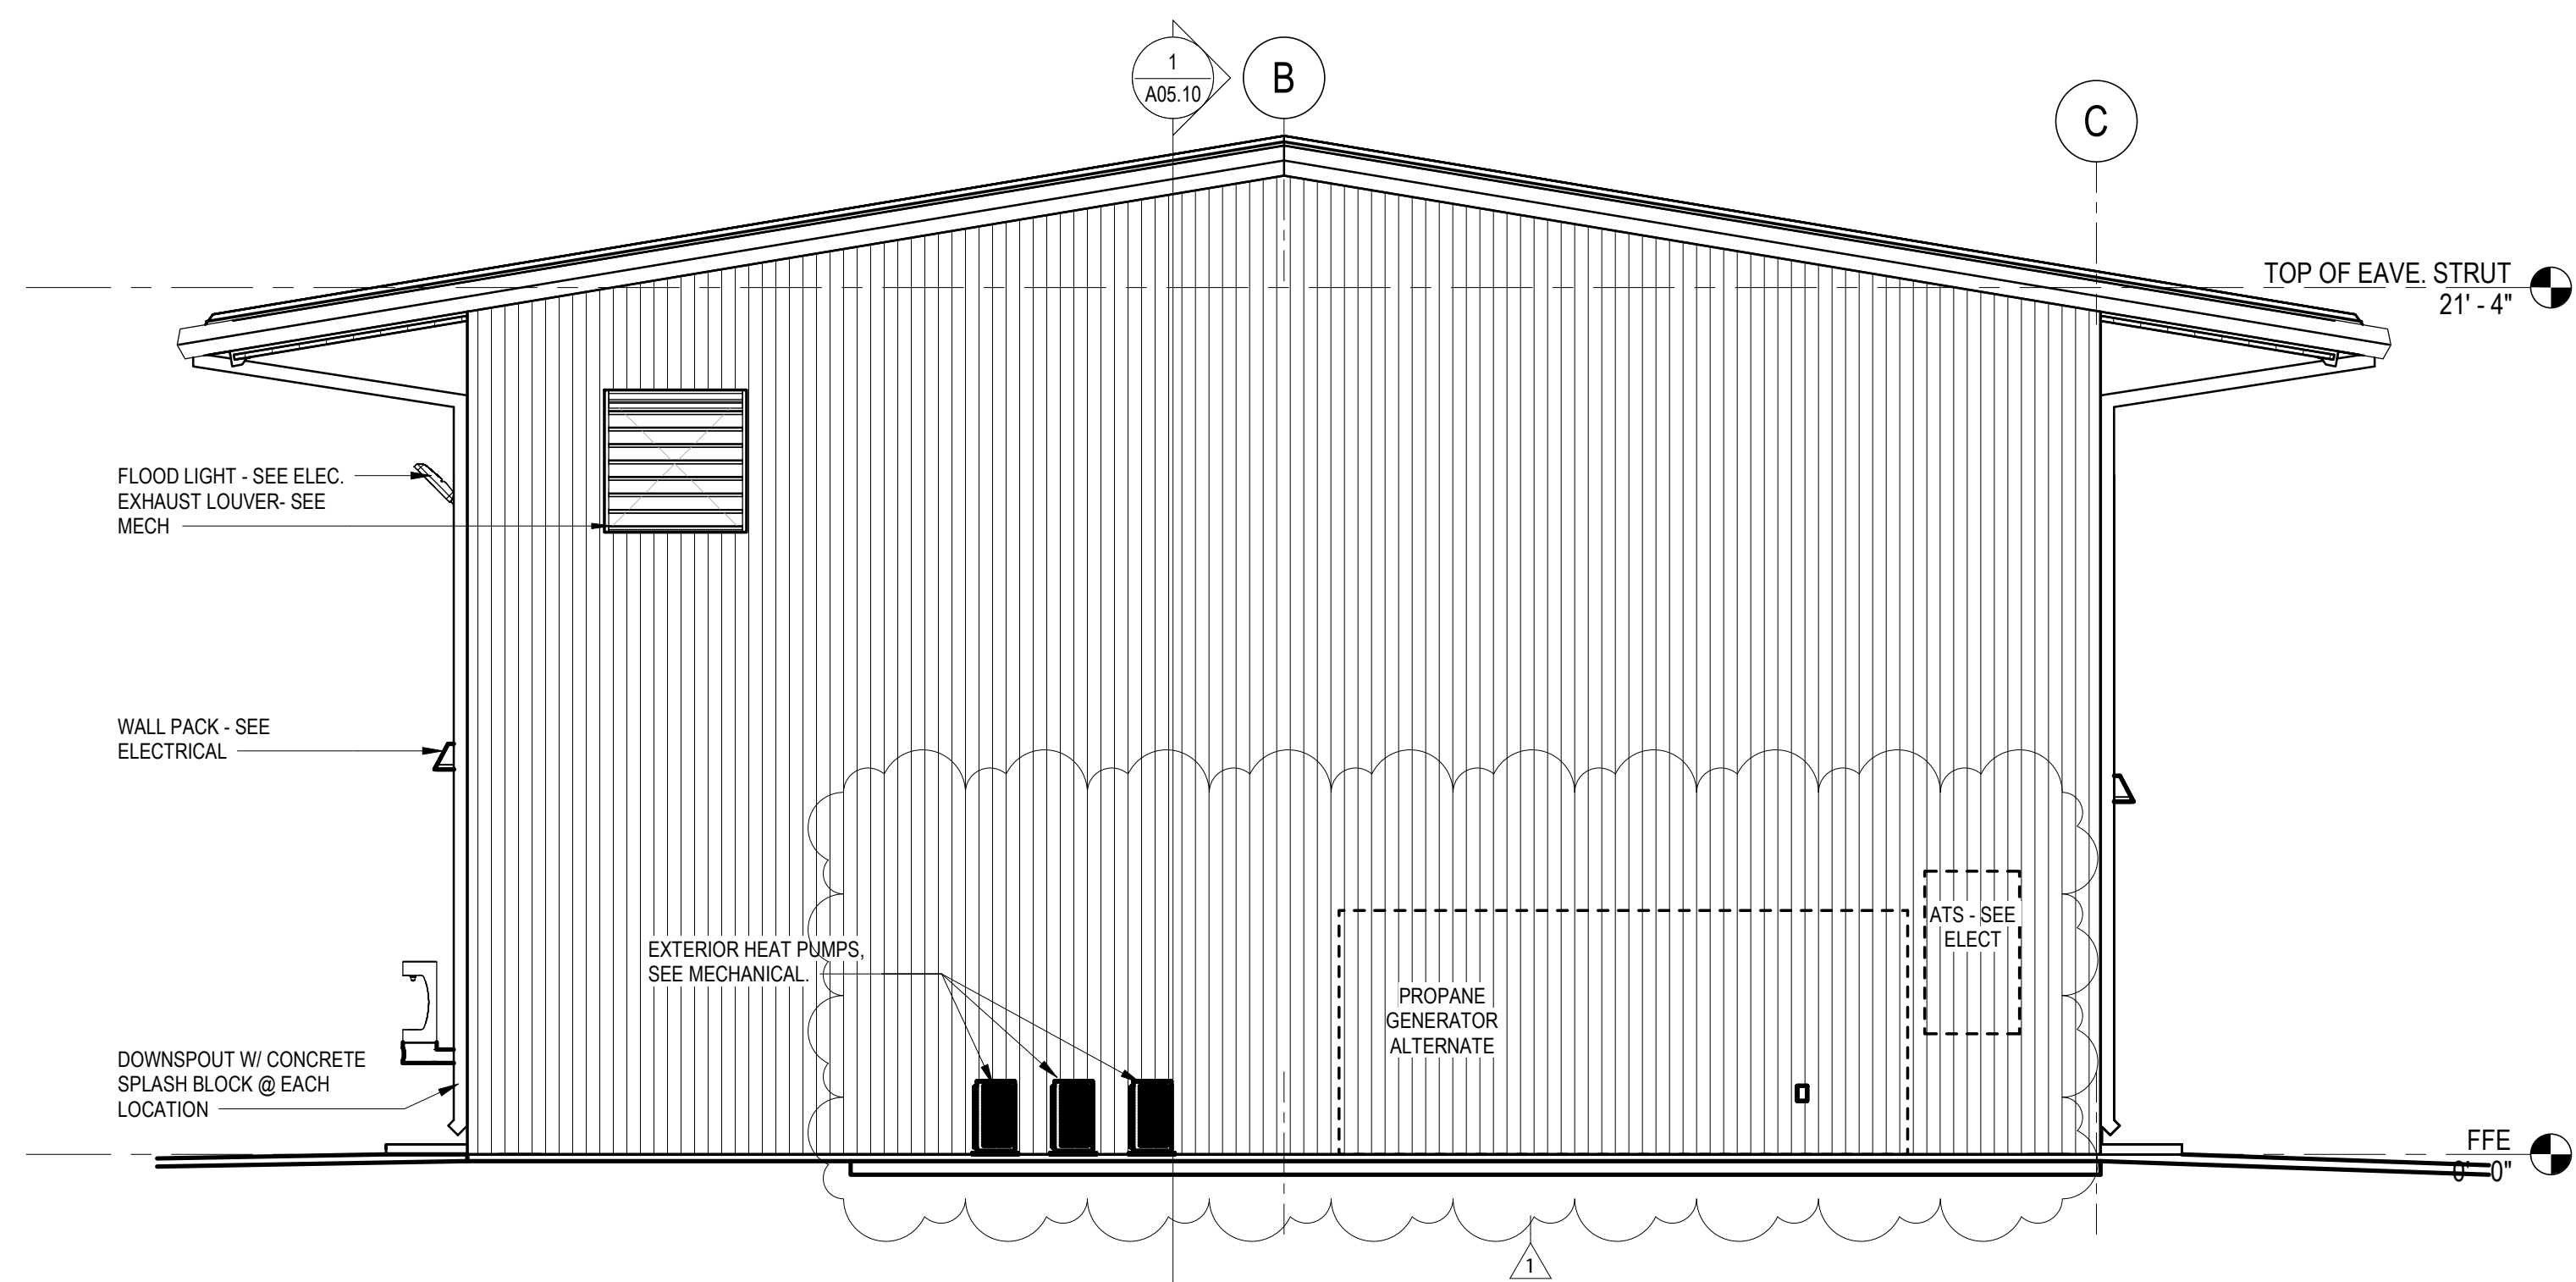 1
A05.10
B
C
TOP OF EAVE. STRUT
21' - 4"
FLOOD LIGHT - SEE ELEC.
EXHAUST LOUVER- SEE
MECH
WALL PACK - SEE
ELECTRICAL
EXTERIOR HEAT PUMPS,
SEE MECHANICAL.
ATS - SEE
ELECT
PROPANE
GENERATOR
ALTERNATE
DOWNSPOUT W/ CONCRETE
SPLASH BLOCK @ EACH
LOCATION
FFE
0' - 0"
1